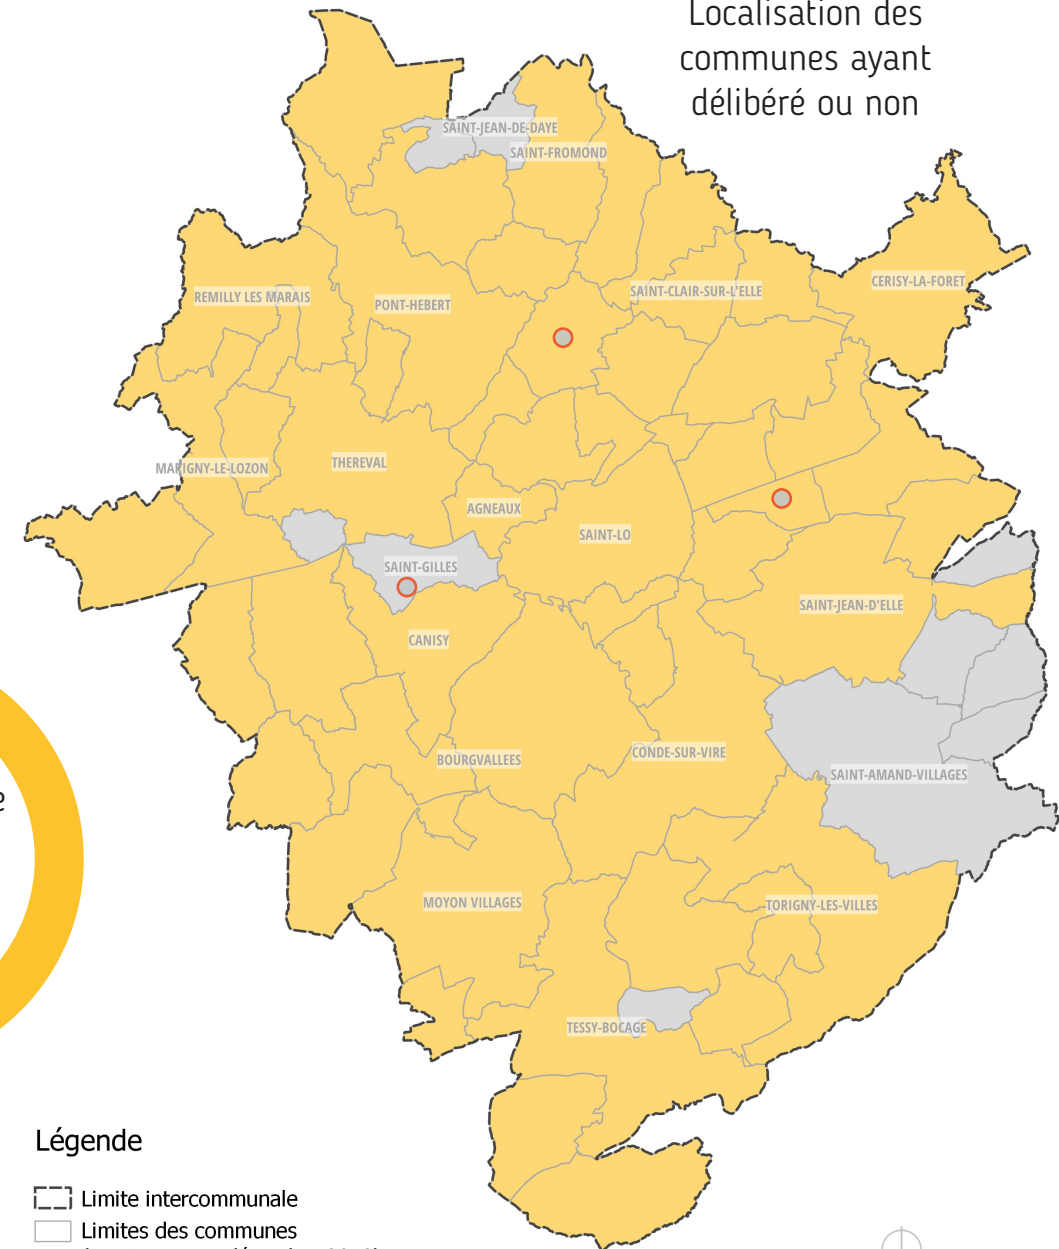 Localisation des
communes ayant
délibéré ou non
SAINT-JEAN-DE-DAYE
SAINT-FROMOND
CERISY-LA-FORET
SAINT-CLAIR-SUR-L'ELLE
REMILLY LES MARAIS
PONT-HEBERT
THEREVAL
MARIGNY-LE-LOZON
AGNEAUX
SAINT-LO
SAINT-GILLES
SAINT-JEAN-D'ELLE
CANISY
CONDE-SUR-VIRE
BOURGVALLEES
SAINT-AMAND-VILLAGES
e
MOYON VILLAGES
TORIGNY-LES-VILLES
TESSY-BOCAGE
Légende
Limite intercommunale
Limites des communes